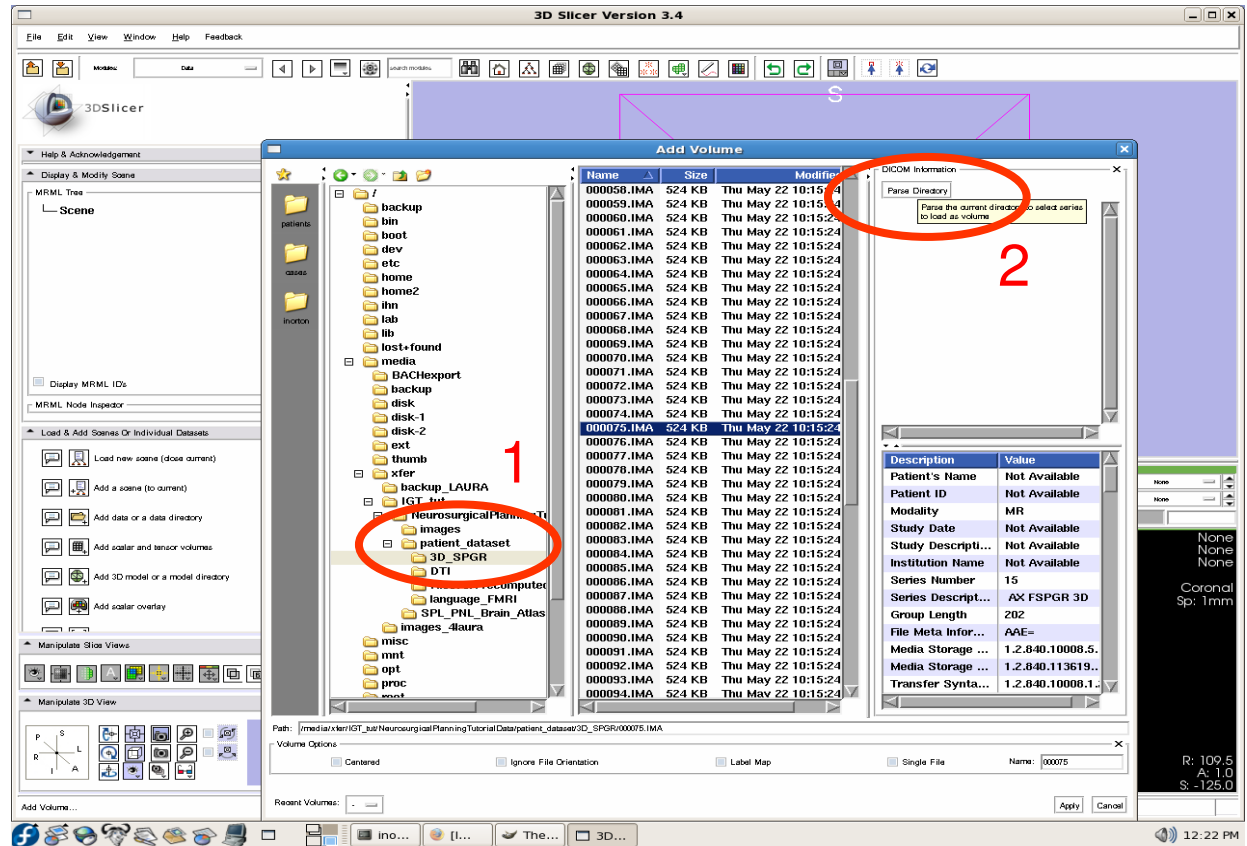 3D Slicer Version 3.4
File Edit View Window Help Feedback
Modules: Data search modules
3DSlicer
S
Help & Acknowledgement
Display & Modify Scene
MRML Tree
Scene
Display MRML ID's
MRML Node Inspector
Load & Add Scenes Or Individual Datasets
Load new scene (close current)
Add a scene (to current)
Add data or a data directory
Add scalar and tensor volumes
Add 3D model or a model directory
Add scalar overlay
Manipulate Slice Views
Manipulate 3D View
P S
R L
I A
Add Volume...
Add Volume
patients
cases
inorton
/
backup
bin
boot
dev
etc
home
home2
ihn
lab
lib
lost+found
media
BACHexport
backup
disk
disk-1
disk-2
ext
thumb
xfer
backup_LAURA
IGT_tut
NeurosurgicalPlanningTu
images
patient_dataset
3D_SPGR
DTI
language_FMRI
SPL_PNL_Brain_Atlas
images_4laura
misc
mnt
opt
proc
root
1
Name Size Modified
000058.IMA 524 KB Thu May 22 10:15:24
000059.IMA 524 KB Thu May 22 10:15:24
000060.IMA 524 KB Thu May 22 10:15:24
000061.IMA 524 KB Thu May 22 10:15:24
000062.IMA 524 KB Thu May 22 10:15:24
000063.IMA 524 KB Thu May 22 10:15:24
000064.IMA 524 KB Thu May 22 10:15:24
000065.IMA 524 KB Thu May 22 10:15:24
000066.IMA 524 KB Thu May 22 10:15:24
000067.IMA 524 KB Thu May 22 10:15:24
000068.IMA 524 KB Thu May 22 10:15:24
000069.IMA 524 KB Thu May 22 10:15:24
000070.IMA 524 KB Thu May 22 10:15:24
000071.IMA 524 KB Thu May 22 10:15:24
000072.IMA 524 KB Thu May 22 10:15:24
000073.IMA 524 KB Thu May 22 10:15:24
000074.IMA 524 KB Thu May 22 10:15:24
000075.IMA 524 KB Thu May 22 10:15:24
000076.IMA 524 KB Thu May 22 10:15:24
000077.IMA 524 KB Thu May 22 10:15:24
000078.IMA 524 KB Thu May 22 10:15:24
000079.IMA 524 KB Thu May 22 10:15:24
000080.IMA 524 KB Thu May 22 10:15:24
000081.IMA 524 KB Thu May 22 10:15:24
000082.IMA 524 KB Thu May 22 10:15:24
000083.IMA 524 KB Thu May 22 10:15:24
000084.IMA 524 KB Thu May 22 10:15:24
000085.IMA 524 KB Thu May 22 10:15:24
000086.IMA 524 KB Thu May 22 10:15:24
000087.IMA 524 KB Thu May 22 10:15:24
000088.IMA 524 KB Thu May 22 10:15:24
000089.IMA 524 KB Thu May 22 10:15:24
000090.IMA 524 KB Thu May 22 10:15:24
000091.IMA 524 KB Thu May 22 10:15:24
000092.IMA 524 KB Thu May 22 10:15:24
000093.IMA 524 KB Thu May 22 10:15:24
000094.IMA 524 KB Thu May 22 10:15:24
DICOM Information
Parse Directory
Parse the current directory to select series
to load as volume
2
Description Value
Patient's Name Not Available
Patient ID Not Available
Modality MR
Study Date Not Available
Study Descripti... Not Available
Institution Name Not Available
Series Number 15
Series Descript... AX FSPGR 3D
Group Length 202
File Meta Infor... AAE=
Media Storage ... 1.2.840.10008.5.
Media Storage ... 1.2.840.113619..
Transfer Synta... 1.2.840.10008.1.
Path: /media/xfer/IGT_tut/NeurosurgicalPlanningTutorialData/patient_dataset/3D_SPGR/000075.IMA
Volume Options
Centered Ignore File Orientation Label Map Single File Name: 000075
Recent Volumes: - Apply Cancel
None
None
None
None
None
Coronal
Sp: 1mm
R: 109.5
A: 1.0
S: -125.0
ino... [I... The... 3D... 12:22 PM